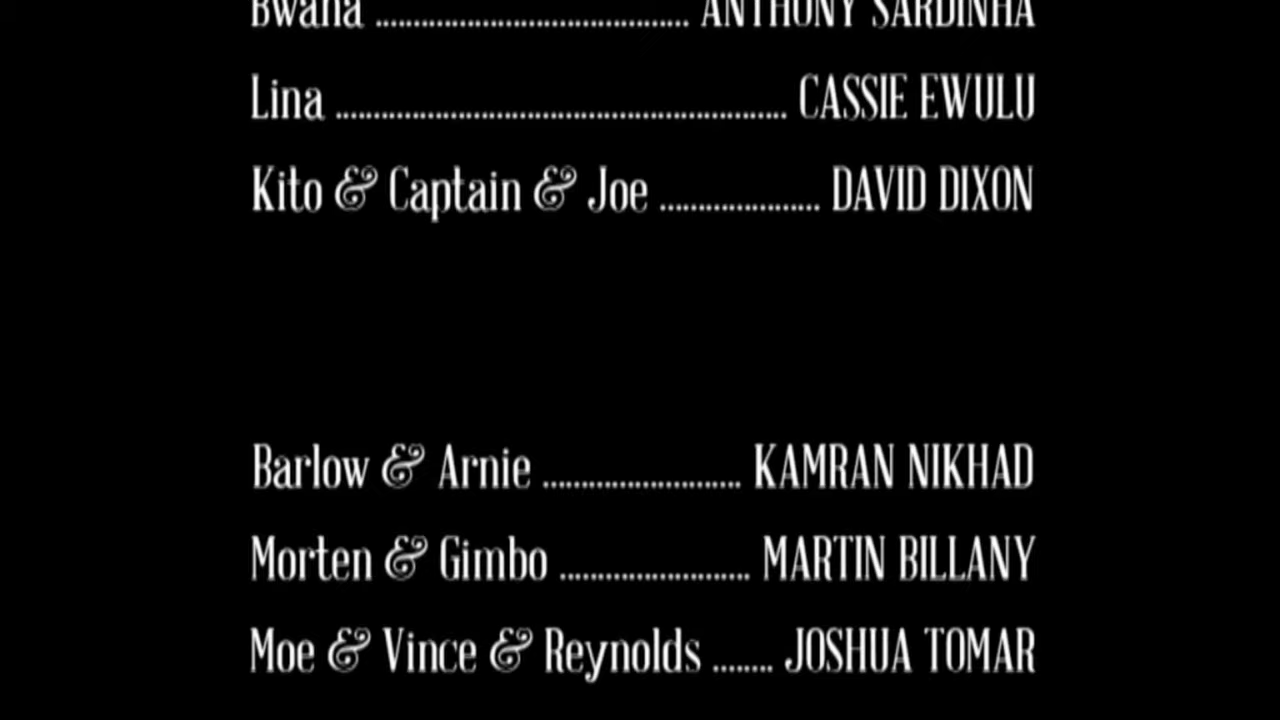 Bwana ......................................... ANTHONY SARDINHA
Lina ........................................................... CASSIE EWULU
Kito & Captain & Joe ..................... DAVID DIXON
Barlow & Arnie .......................... KAMRAN NIKHAD
Morten & Gimbo ......................... MARTIN BILLANY
Moe & Vince & Reynolds ........ JOSHUA TOMAR